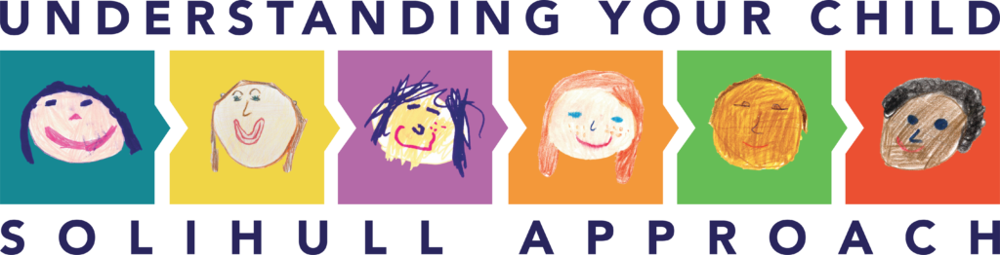 UNDERSTANDING YOUR CHILD
SOLIHULL APPROACH